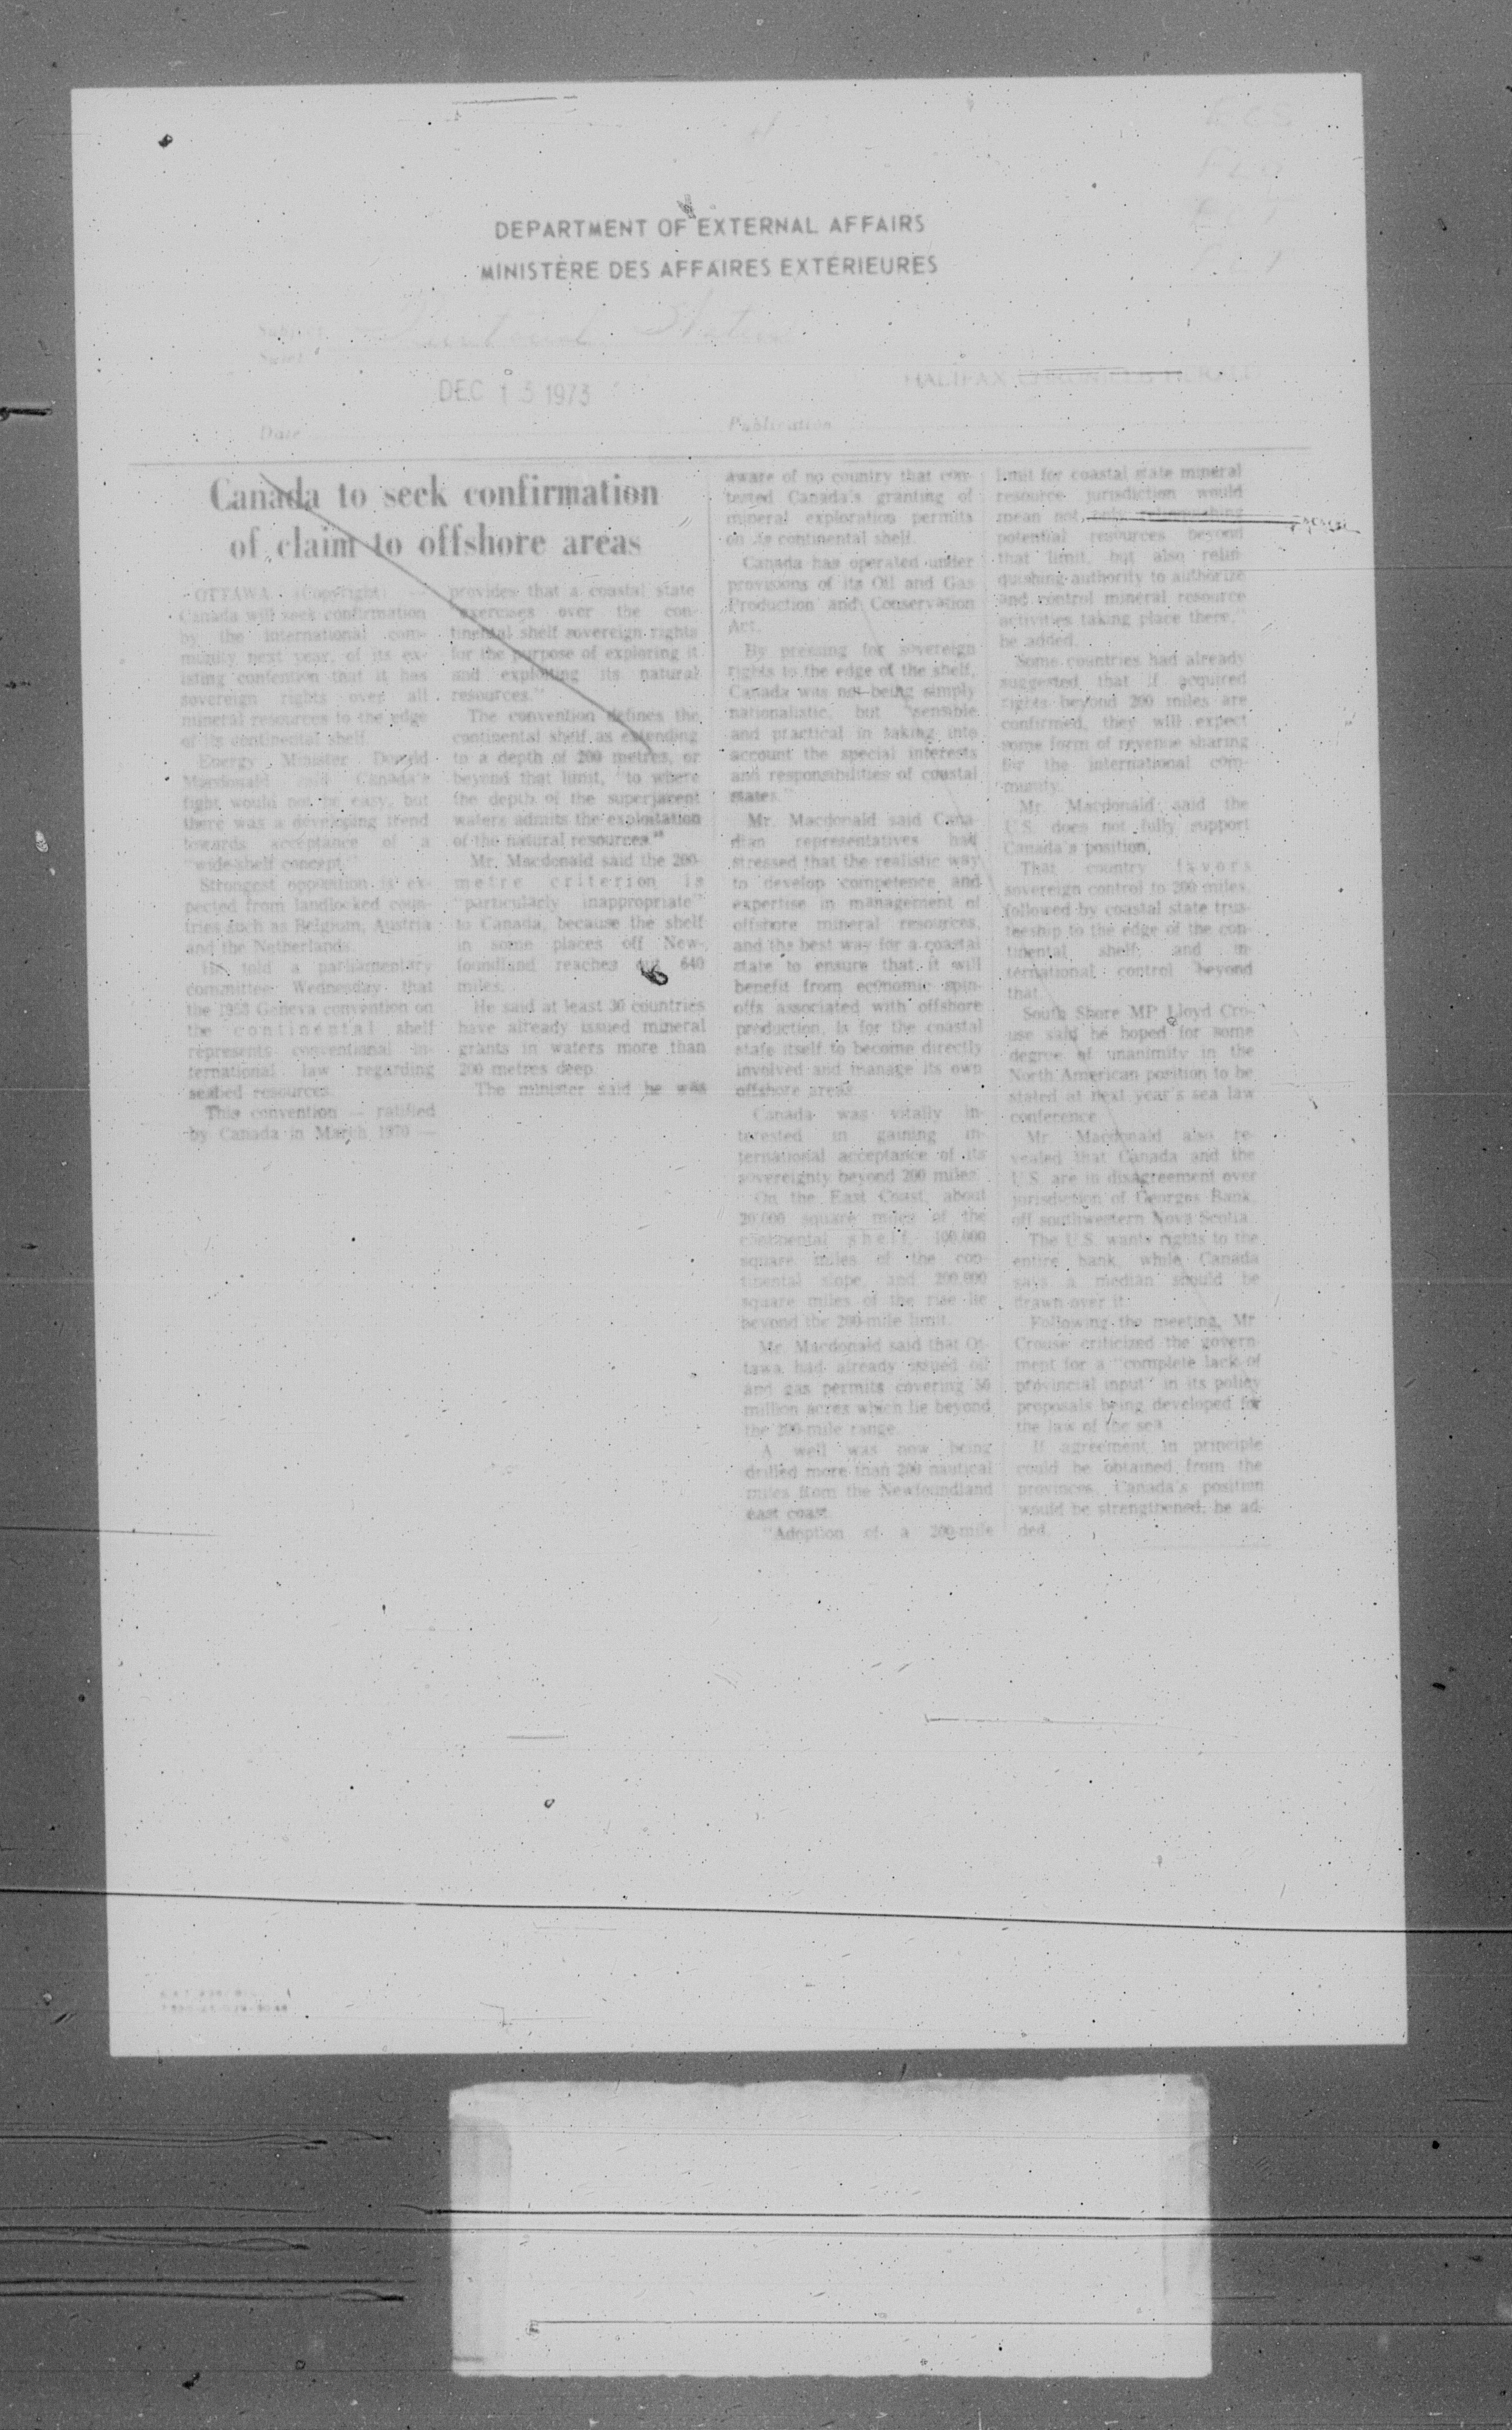 DEPARTMENT OF EXTERNAL AFFAIRS
MINISTÈRE DES AFFAIRES EXTÉRIEURES
Subject
Sujet
DEC 13 1973
HALIFAX CHRONICLE HERALD
Date
Publication
Canada to seek confirmation
of claim to offshore areas
OTTAWA (Copyright) —
Canada will seek confirmation
by the international com-
munity next year, of its ex-
isting contention that it has
sovereign rights over all
mineral resources to the edge
of its continental shelf.
Energy Minister Donald
Macdonald said Canada's
fight would not be easy, but
there was a developing trend
towards acceptance of a
"wide-shelf concept."
Strongest opposition is ex-
pected from landlocked coun-
tries such as Belgium, Austria
and the Netherlands.
He told a parliamentary
committee Wednesday that
the 1958 Geneva convention on
the continental shelf
represents conventional in-
ternational law regarding
seabed resources.
This convention — ratified
by Canada in March 1970 —
provides that a coastal state
"exercises over the con-
tinental shelf sovereign rights
for the purpose of exploring it
and exploiting its natural
resources."
The convention defines the
continental shelf as extending
to a depth of 200 metres, or
beyond that limit, "to where
the depth of the superjacent
waters admits the exploitation
of the natural resources."
Mr. Macdonald said the 200-
metre criterion is
"particularly inappropriate"
to Canada, because the shelf
in some places off New-
foundland reaches out 640
miles.
He said at least 30 countries
have already issued mineral
grants in waters more than
200 metres deep.
The minister said he was
aware of no country that con-
tested Canada's granting of
mineral exploration permits
on its continental shelf.
Canada has operated under
provisions of its Oil and Gas
Production and Conservation
Act.
By pressing for sovereign
rights to the edge of the shelf,
Canada was not being simply
nationalistic, but "sensible
and practical in taking into
account the special interests
and responsibilities of coastal
states."
Mr. Macdonald said Cana-
dian representatives had
stressed that the realistic way
to develop competence and
expertise in management of
offshore mineral resources,
and the best way for a coastal
state to ensure that it will
benefit from economic spin-
offs associated with offshore
production, is for the coastal
state itself to become directly
involved and manage its own
offshore areas.
Canada was vitally in-
terested in gaining in-
ternational acceptance of its
sovereignty beyond 200 miles.
On the East Coast, about
20,000 square miles of the
continental shelf, 100,000
square miles of the con-
tinental slope, and 200,000
square miles of the rise lie
beyond the 200-mile limit.
Mr. Macdonald said that Ot-
tawa had already issued oil
and gas permits covering 50
million acres which lie beyond
the 200-mile range.
A well was now being
drilled more than 200 nautical
miles from the Newfoundland
east coast.
"Adoption of a 200-mile
limit for coastal state mineral
resource jurisdiction would
mean not only relinquishing
potential resources beyond
that limit, but also relin-
quishing authority to authorize
and control mineral resource
activities taking place there,"
he added.
Some countries had already
suggested that if acquired
rights beyond 200 miles are
confirmed, they will expect
some form of revenue sharing
for the international com-
munity.
Mr. Macdonald said the
U.S. does not fully support
Canada's position.
That country favors
sovereign control to 200 miles,
followed by coastal state trus-
teeship to the edge of the con-
tinental shelf, and in-
ternational control beyond
that.
South Shore MP Lloyd Cro-
use said he hoped for some
degree of unanimity in the
North American position to be
stated at next year's sea law
conference.
Mr. Macdonald also re-
vealed that Canada and the
U.S. are in disagreement over
jurisdiction of Georges Bank,
off southwestern Nova Scotia.
The U.S. wants rights to the
entire bank, while Canada
says a median should be
drawn over it.
Following the meeting, Mr.
Crouse criticized the govern-
ment for a "complete lack of
provincial input" in its policy
proposals being developed for
the law of the sea.
If agreement in principle
could be obtained from the
provinces, Canada's position
would be strengthened, he ad-
ded.